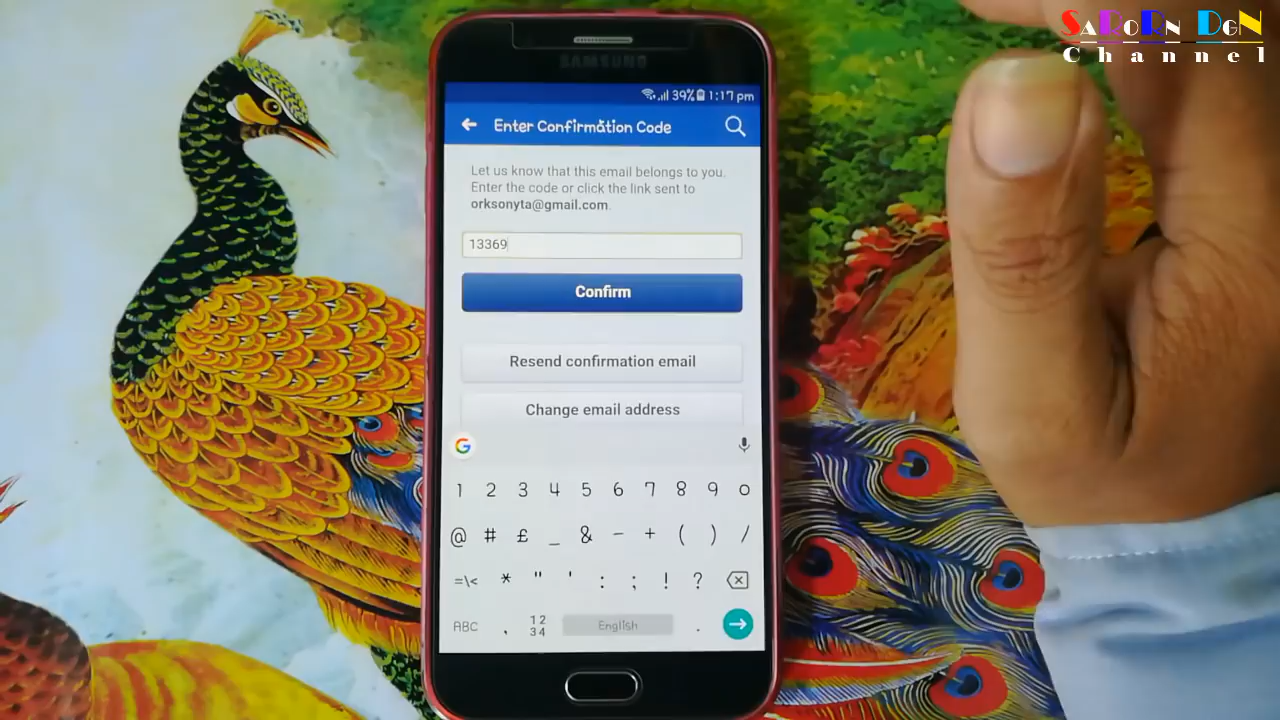 SaRoRn DgN
Channel
SAMSUNG
39% 1:17 pm
Enter Confirmation Code
Let us know that this email belongs to you.
Enter the code or click the link sent to
orksonyta@gmail.com.
13369
Confirm
Resend confirmation email
Change email address
G
1 2 3 4 5 6 7 8 9 0
@ # £ _ & - + ( ) /
=\< * " ' : ; ! ?
ABC , 12 34 English .